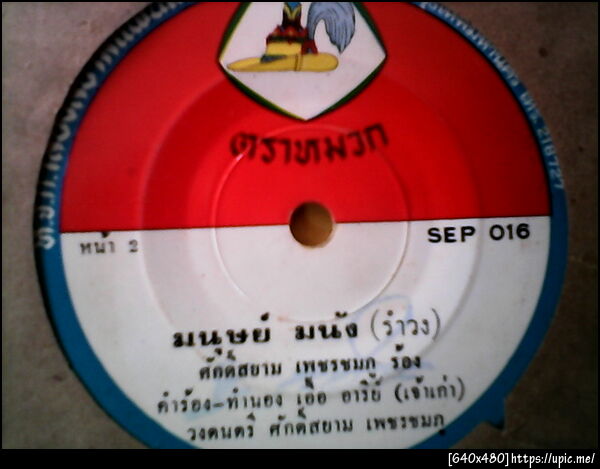 ตราหมวก
หน้า 2
SEP 016
มนุษย์ มนัง (รำวง)
ศักดิ์สยาม เพชรชมภู ร้อง
คำร้อง-ทำนอง เอื้อ อารีย์ (เจ้าเก่า)
วงดนตรี ศักดิ์สยาม เพชรชมภู
[640x480]https://upic.me/